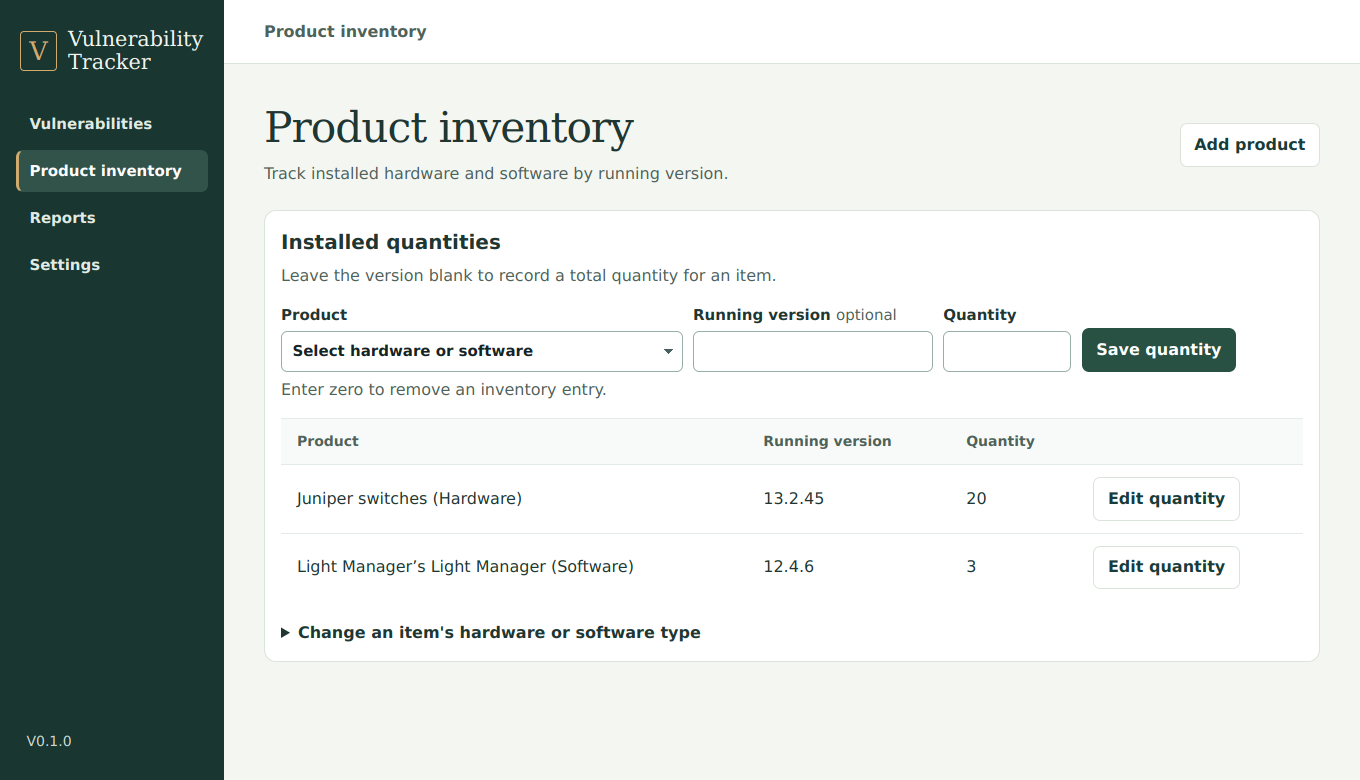 V
Vulnerability
Tracker
Vulnerabilities
Product inventory
Reports
Settings
V0.1.0
Product inventory
Product inventory
Track installed hardware and software by running version.
Add product
Installed quantities
Leave the version blank to record a total quantity for an item.
Product
Running version optional
Quantity
Select hardware or software
Save quantity
Enter zero to remove an inventory entry.
Product Running version Quantity
Juniper switches (Hardware) 13.2.45 20 Edit quantity
Light Manager’s Light Manager (Software) 12.4.6 3 Edit quantity
Change an item's hardware or software type